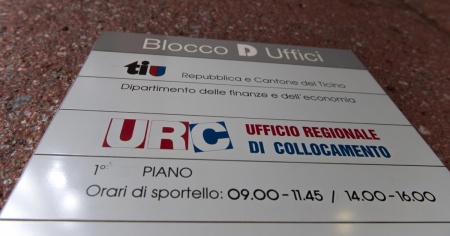 Blocco D Uffici
tiU Repubblica e Cantone del Ticino
Dipartimento delle finanze e dell'economia
URC UFFICIO REGIONALE
DI COLLOCAMENTO
1° PIANO
Orari di sportello: 09.00-11.45 / 14.00-16.00